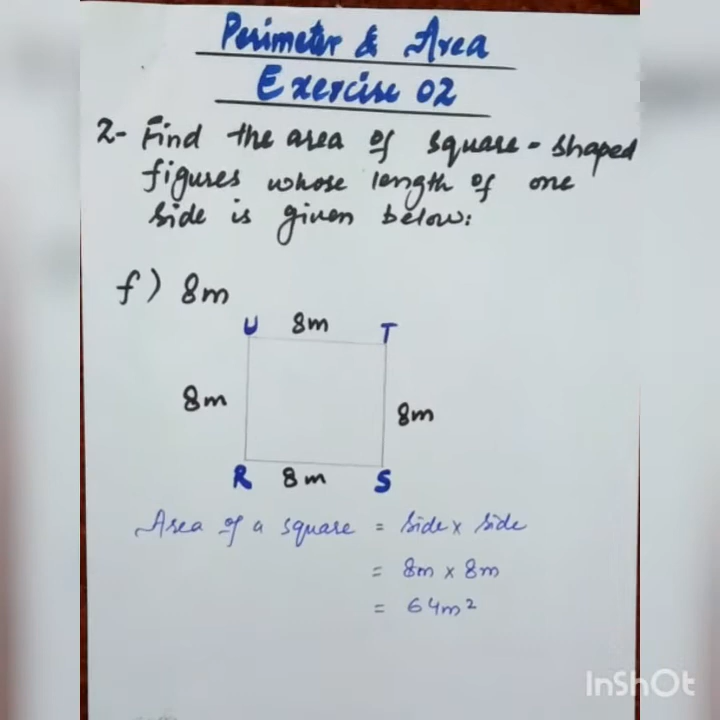 Perimeter & Area
Exercise 02
2- Find the area of square-shaped
figures whose length of one
side is given below:
f) 8m
U 8m T
8m 8m
R 8m S
Area of a square = side x side
= 8m x 8m
= 64m²
InShOt